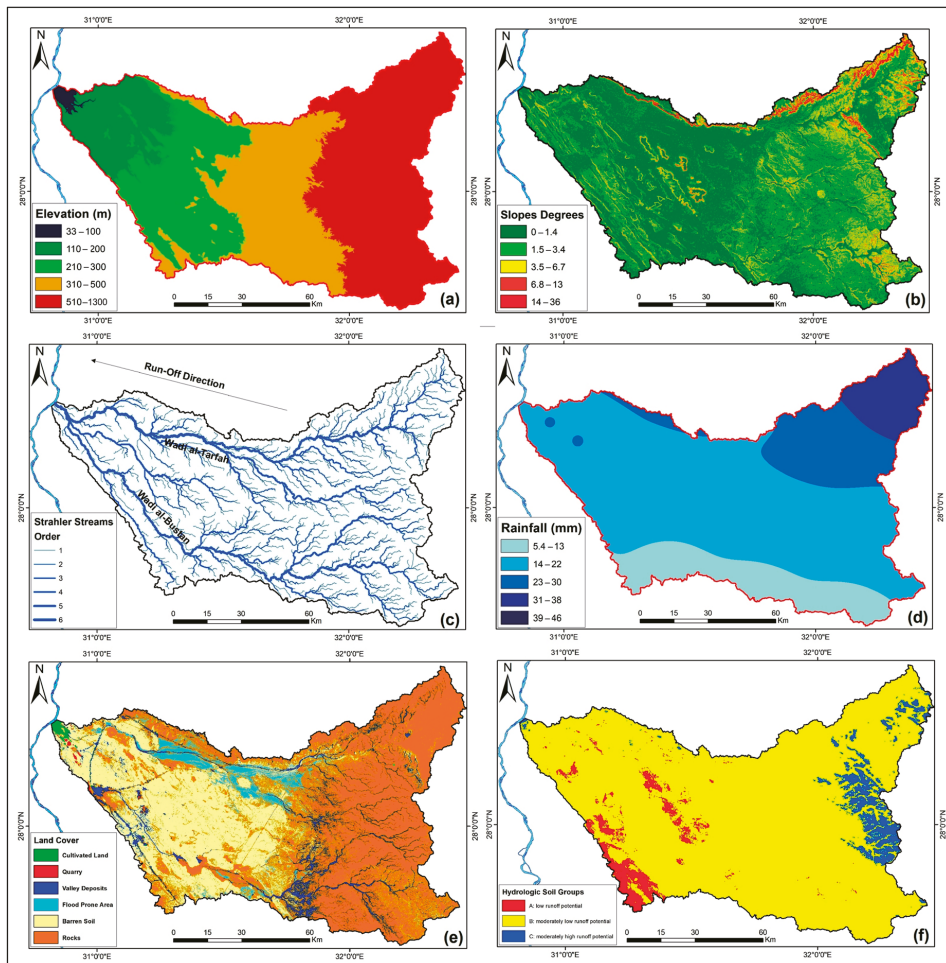 31°0'0"E
32°0'0"E
N
28°0'0"N
Elevation (m)
33 – 100
110 – 200
210 – 300
310 – 500
510 – 1300
0 15 30 60
Km
(a)
31°0'0"E
32°0'0"E
N
28°0'0"N
Slopes Degrees
0 – 1.4
1.5 – 3.4
3.5 – 6.7
6.8 – 13
14 – 36
0 15 30 60
Km
(b)
31°0'0"E
32°0'0"E
N
Run-Off Direction
Wadi al-Tarfah
Wadi al-Bustan
28°0'0"N
Strahler Streams
Order
1
2
3
4
5
6
0 15 30 60
Km
(c)
31°0'0"E
32°0'0"E
N
28°0'0"N
Rainfall (mm)
5.4 – 13
14 – 22
23 – 30
31 – 38
39 – 46
0 15 30 60
Km
(d)
31°0'0"E
32°0'0"E
N
28°0'0"N
Land Cover
Cultivated Land
Quarry
Valley Deposits
Flood Prone Area
Barren Soil
Rocks
0 15 30 60
Km
(e)
31°0'0"E
32°0'0"E
N
28°0'0"N
Hydrologic Soil Groups
A: low runoff potential
B: moderately low runoff potential
C: moderately high runoff potential
0 15 30 60
Km
(f)